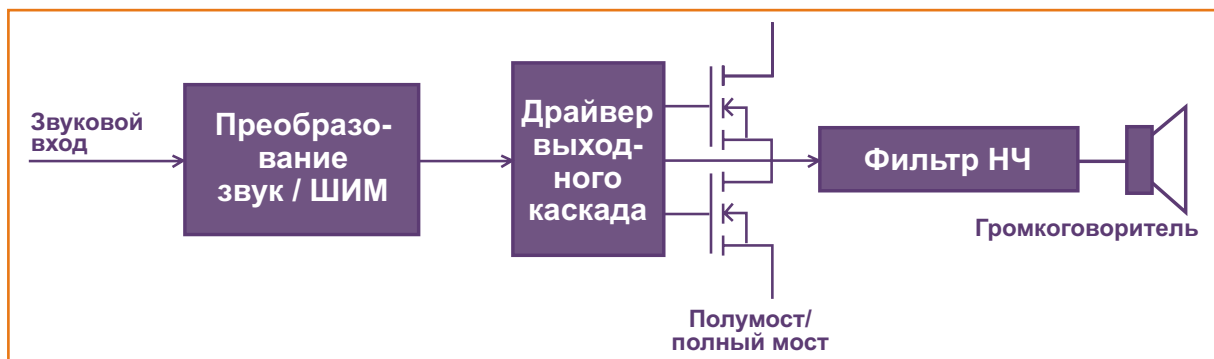 Звуковой
вход
Преобразо-
вание
звук / ШИМ
Драйвер
выход-
ного
каскада
Фильтр НЧ
Громкоговоритель
Полумост/
полный мост